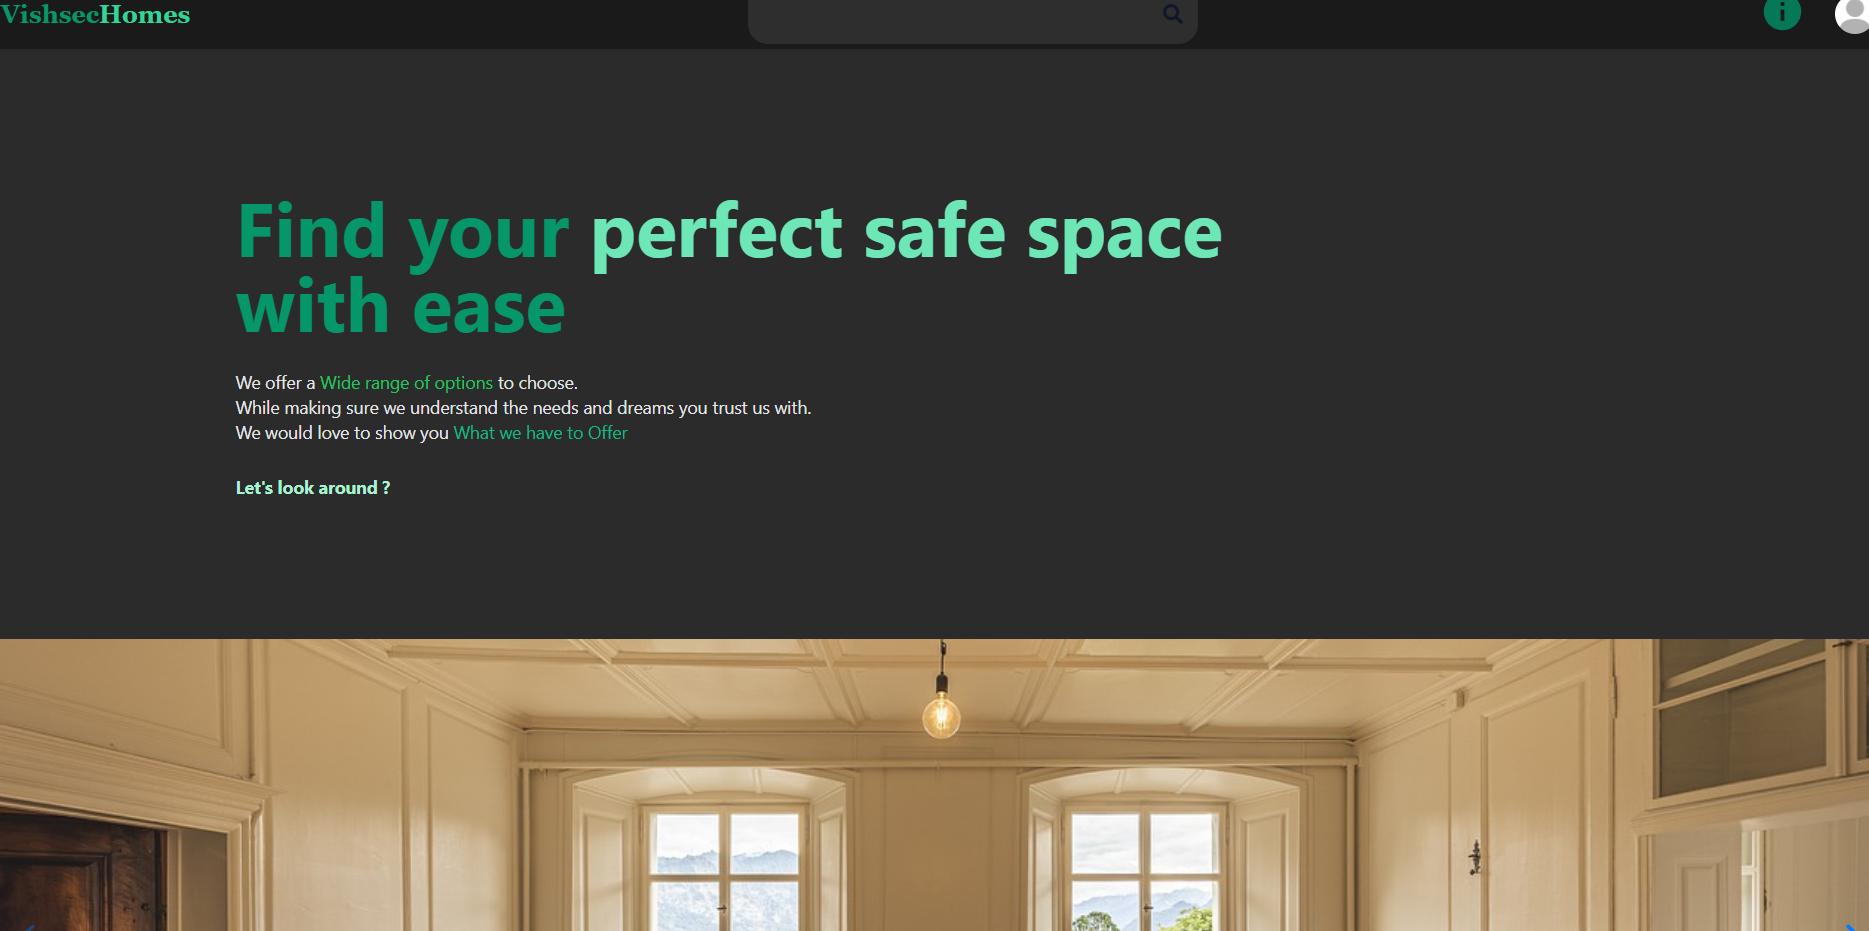 VishsecHomes
Find your perfect safe space
with ease
We offer a Wide range of options to choose.
While making sure we understand the needs and dreams you trust us with.
We would love to show you What we have to Offer
Let's look around ?